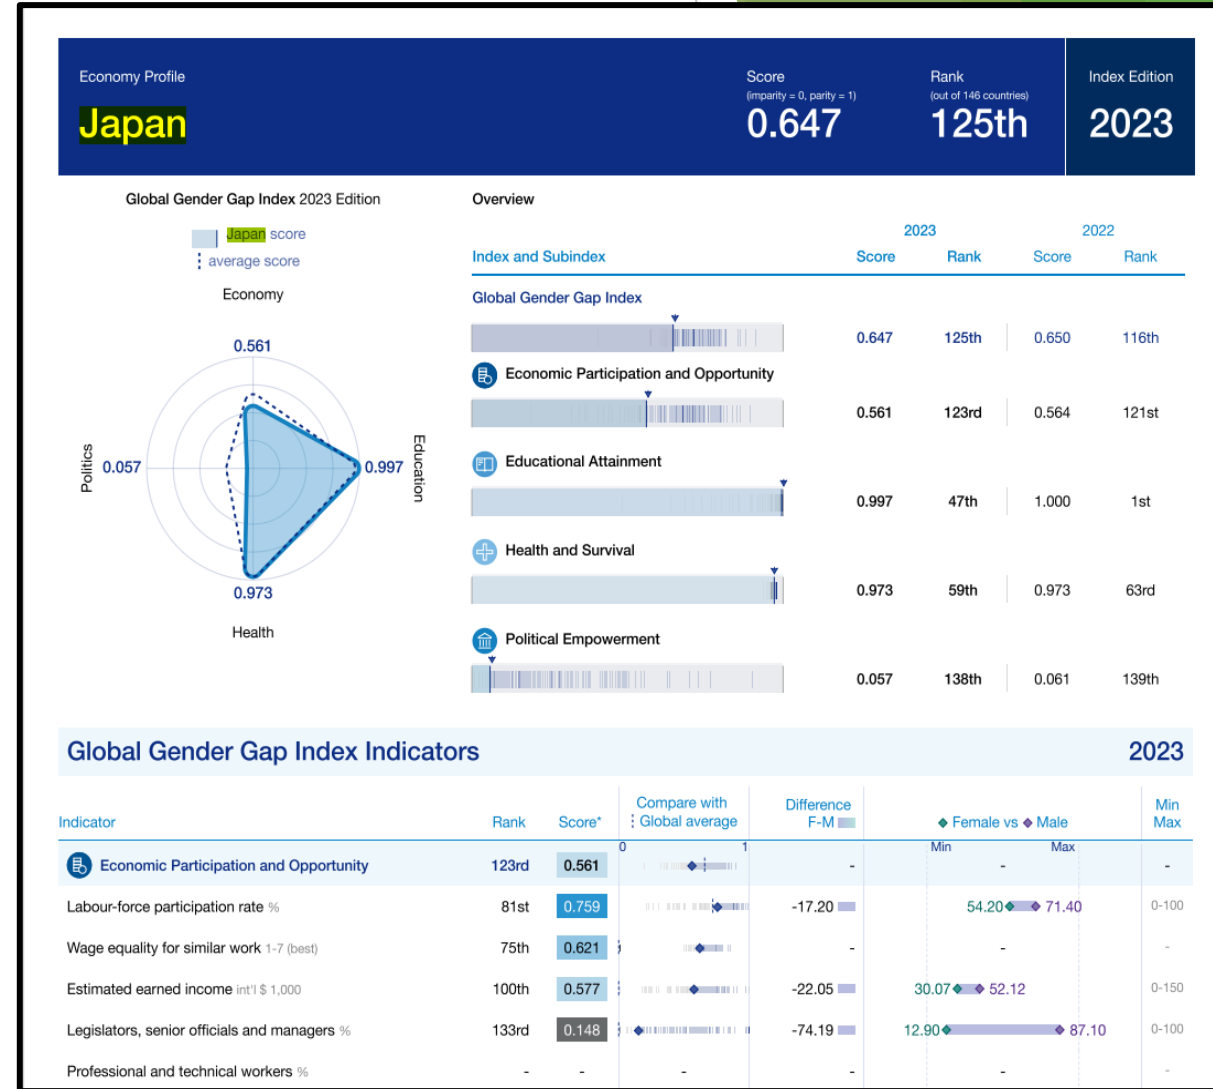 Economy Profile
Japan
Score
(imparity = 0, parity = 1)
0.647
Rank
(out of 146 countries)
125th
Index Edition
2023
Global Gender Gap Index 2023 Edition
Japan score
average score
Economy
0.561
Politics
0.057
0.997
Education
0.973
Health
Overview
2023 2022
Index and Subindex Score Rank Score Rank
Global Gender Gap Index
0.647 125th 0.650 116th
Economic Participation and Opportunity
0.561 123rd 0.564 121st
Educational Attainment
0.997 47th 1.000 1st
Health and Survival
0.973 59th 0.973 63rd
Political Empowerment
0.057 138th 0.061 139th
Global Gender Gap Index Indicators 2023
Indicator Rank Score* Compare with Global average Difference F-M Female vs Male Min Max
0 1 Min Max
Economic Participation and Opportunity 123rd 0.561 - - -
Labour-force participation rate % 81st 0.759 -17.20 54.20 71.40 0-100
Wage equality for similar work 1-7 (best) 75th 0.621 - - -
Estimated earned income int'l $ 1,000 100th 0.577 -22.05 30.07 52.12 0-150
Legislators, senior officials and managers % 133rd 0.148 -74.19 12.90 87.10 0-100
Professional and technical workers % - - - - - -